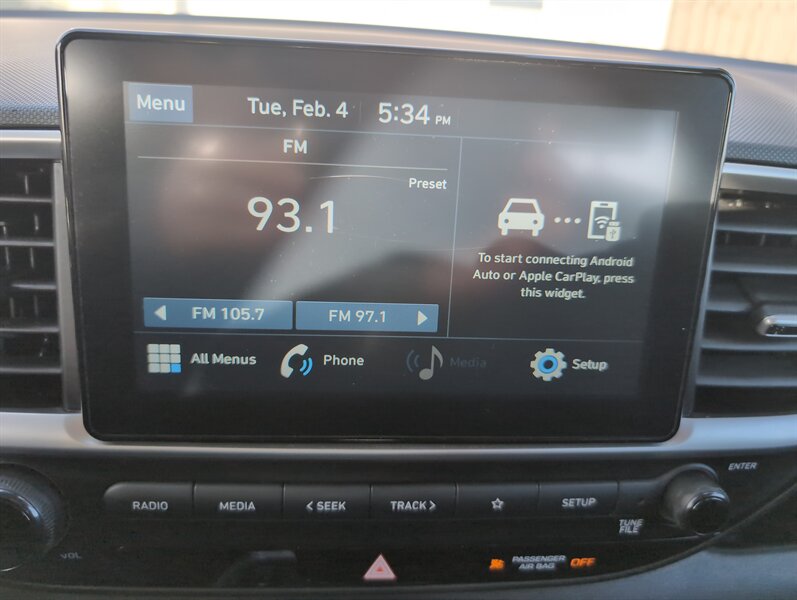 Menu
Tue, Feb. 4
5:34 PM
FM
Preset
93.1
To start connecting Android
Auto or Apple CarPlay, press
this widget.
FM 105.7
FM 97.1
All Menus
Phone
Media
Setup
ENTER
RADIO
MEDIA
< SEEK
TRACK >
SETUP
TUNE
FILE
VOL
PASSENGER
AIR BAG
OFF